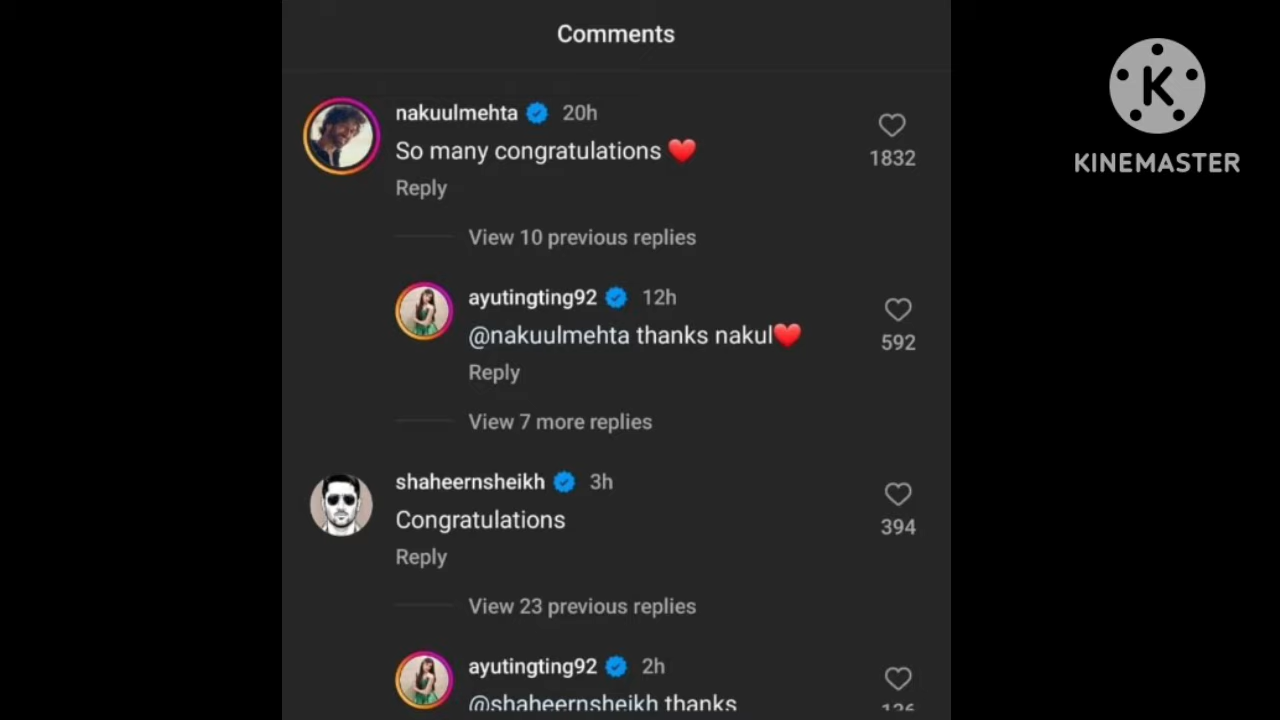 Comments
nakuulmehta 20h
So many congratulations ❤️
1832
Reply
View 10 previous replies
ayutingting92 12h
@nakuulmehta thanks nakul❤️
592
Reply
View 7 more replies
shaheernsheikh 3h
Congratulations
394
Reply
View 23 previous replies
ayutingting92 2h
@shaheernsheikh thanks
K
KINEMASTER